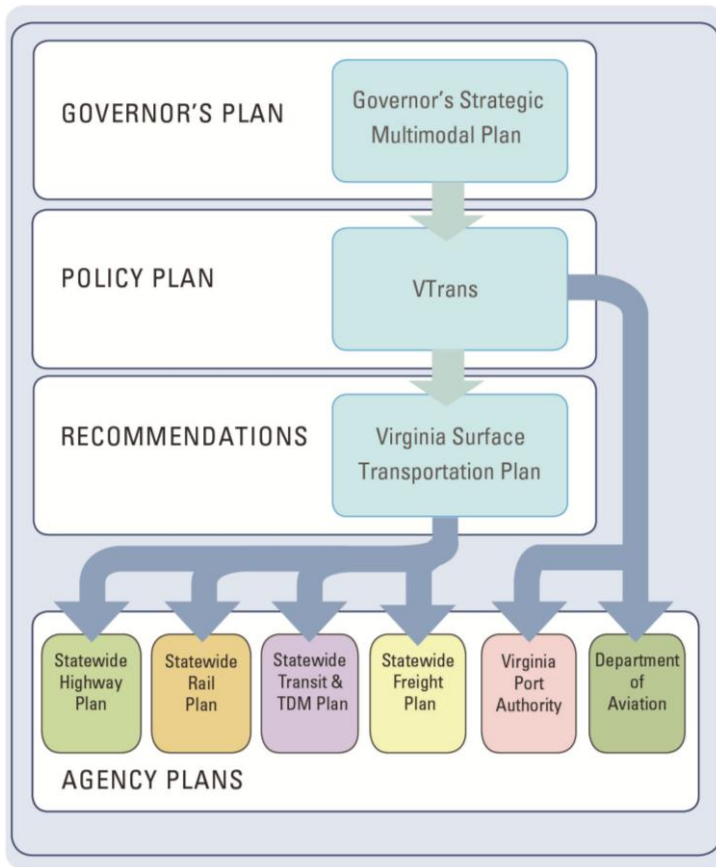 GOVERNOR'S PLAN
Governor's Strategic
Multimodal Plan
POLICY PLAN
VTrans
RECOMMENDATIONS
Virginia Surface
Transportation Plan
Statewide
Highway
Plan
Statewide
Rail
Plan
Statewide
Transit &
TDM Plan
Statewide
Freight
Plan
Virginia
Port
Authority
Department
of
Aviation
AGENCY PLANS